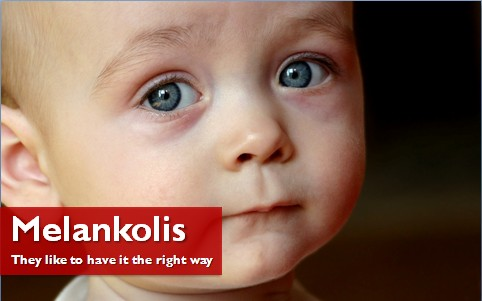 Melankolis
They like to have it the right way